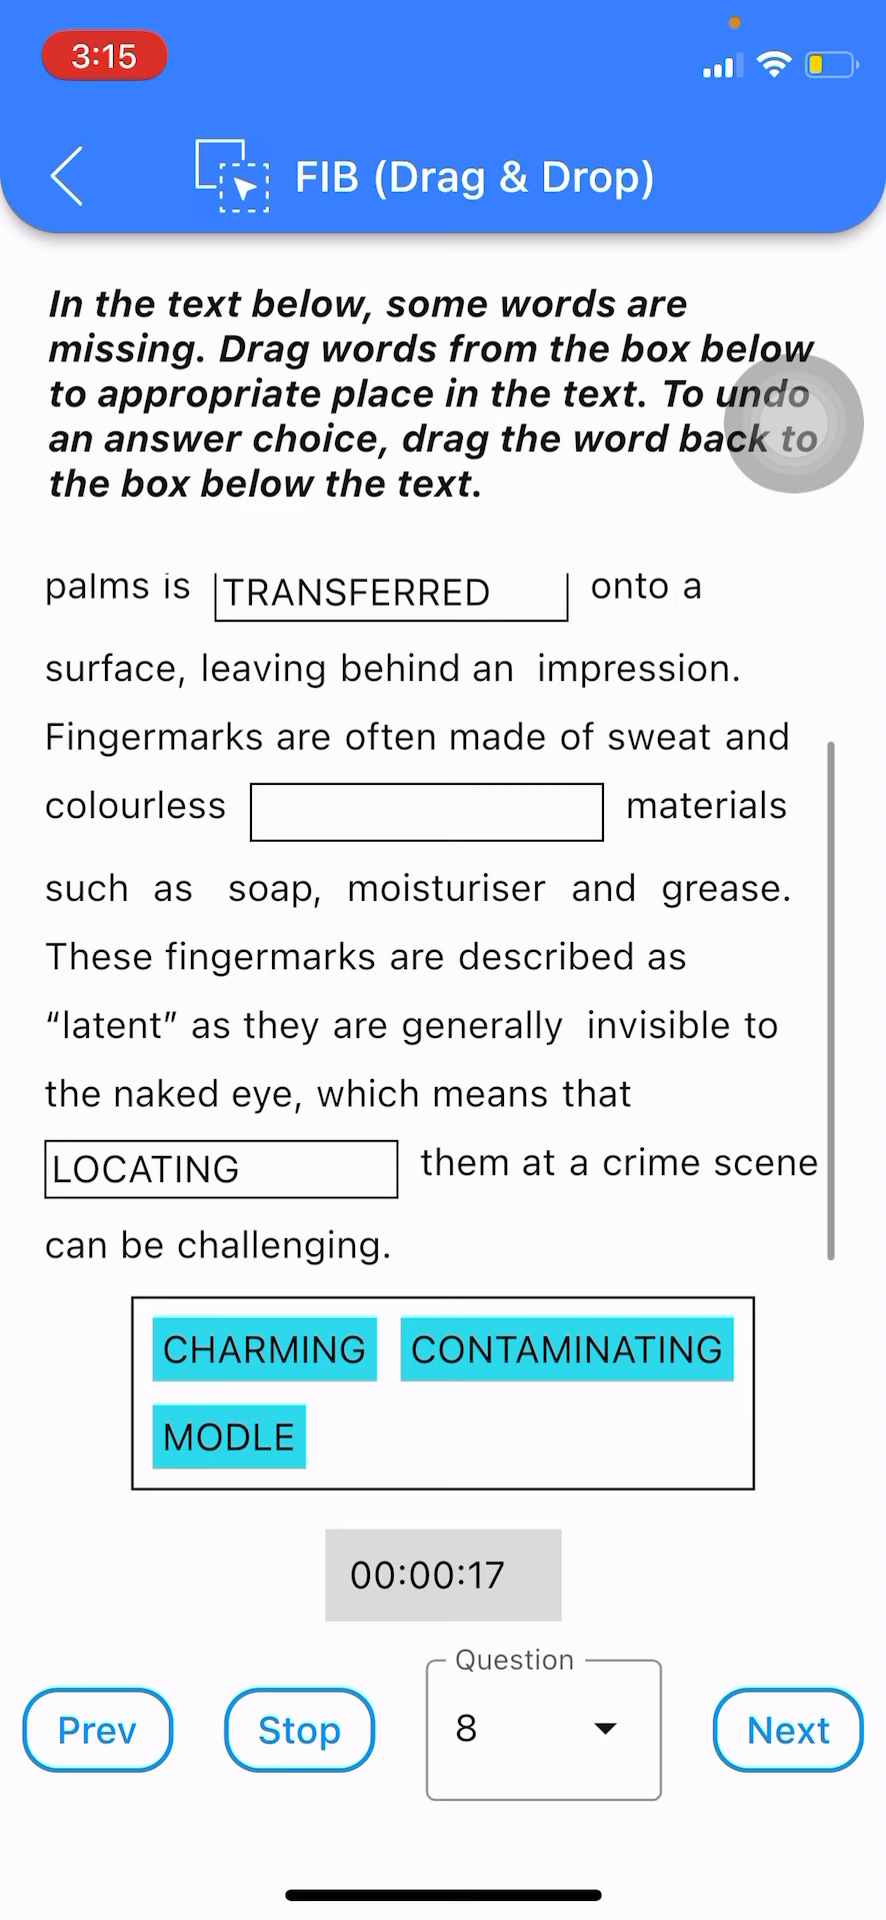 3:15
FIB (Drag & Drop)
In the text below, some words are
missing. Drag words from the box below
to appropriate place in the text. To undo
an answer choice, drag the word back to
the box below the text.
palms is TRANSFERRED onto a
surface, leaving behind an impression.
Fingermarks are often made of sweat and
colourless materials
such as soap, moisturiser and grease.
These fingermarks are described as
“latent” as they are generally invisible to
the naked eye, which means that
LOCATING them at a crime scene
can be challenging.
CHARMING CONTAMINATING
MODLE
00:00:17
Question
Prev Stop 8 Next